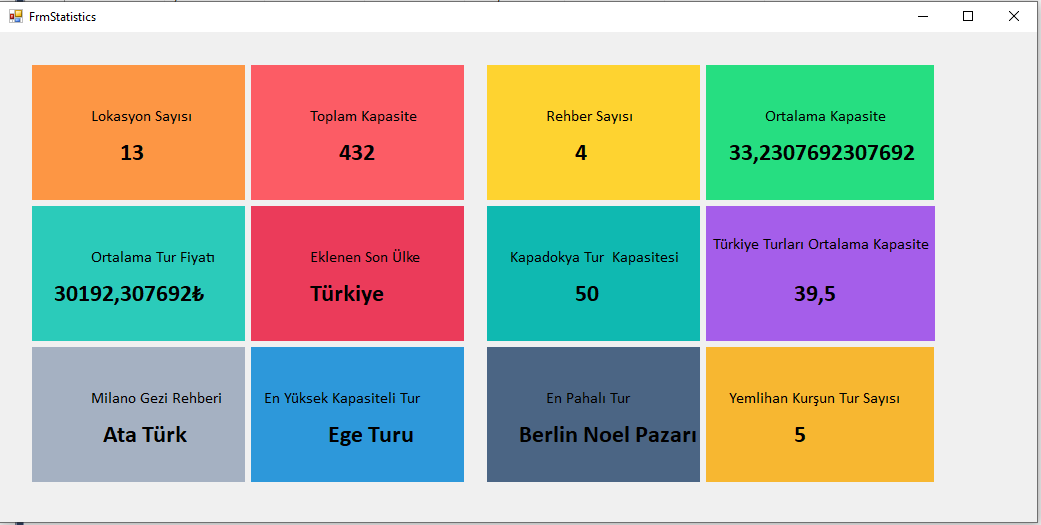 FrmStatistics
Lokasyon Sayısı
13
Toplam Kapasite
432
Rehber Sayısı
4
Ortalama Kapasite
33,2307692307692
Ortalama Tur Fiyatı
30192,307692₺
Eklenen Son Ülke
Türkiye
Kapadokya Tur  Kapasitesi
50
Türkiye Turları Ortalama Kapasite
39,5
Milano Gezi Rehberi
Ata Türk
En Yüksek Kapasiteli Tur
Ege Turu
En Pahalı Tur
Berlin Noel Pazarı
Yemlihan Kurşun Tur Sayısı
5